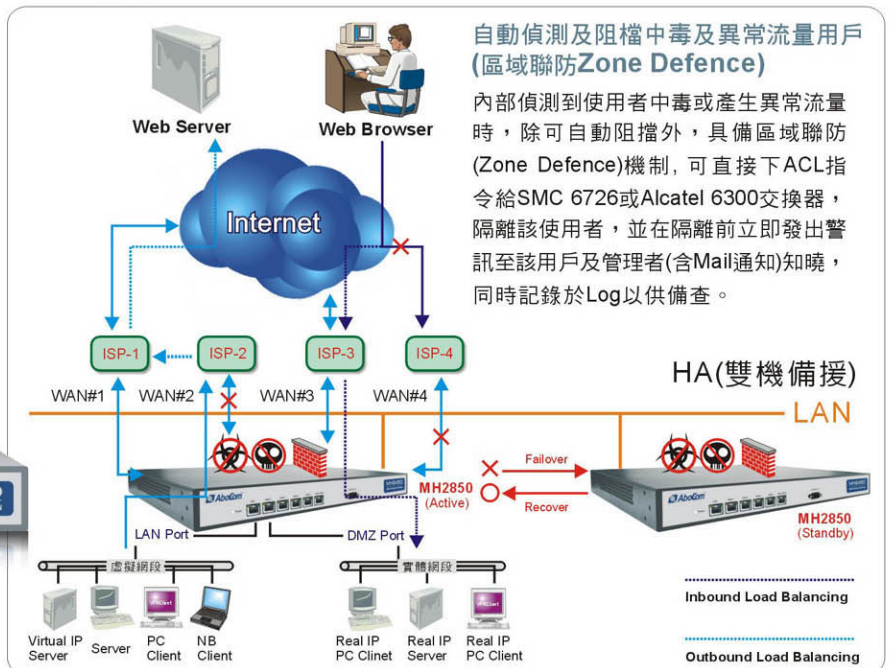 自動偵測及阻檔中毒及異常流量用戶
(區域聯防Zone Defence)
內部偵測到使用者中毒或產生異常流量
時，除可自動阻擋外，具備區域聯防
(Zone Defence)機制, 可直接下ACL指
令給SMC 6726或Alcatel 6300交換器，
隔離該使用者，並在隔離前立即發出警
訊至該用戶及管理者(含Mail通知)知曉，
同時記錄於Log以供備查。
Web Server
Web Browser
Internet
ISP-1
ISP-2
ISP-3
ISP-4
HA(雙機備援)
WAN#1
WAN#2
WAN#3
WAN#4
LAN
AboCom
MH2850
(Active)
Failover
Recover
AboCom
MH2850
(Standby)
LAN Port
DMZ Port
虛擬網段
實體網段
Virtual IP
Server
Server
PC
Client
NB
Client
Real IP
PC Clinet
Real IP
Server
Real IP
PC Client
Inbound Load Balancing
Outbound Load Balancing